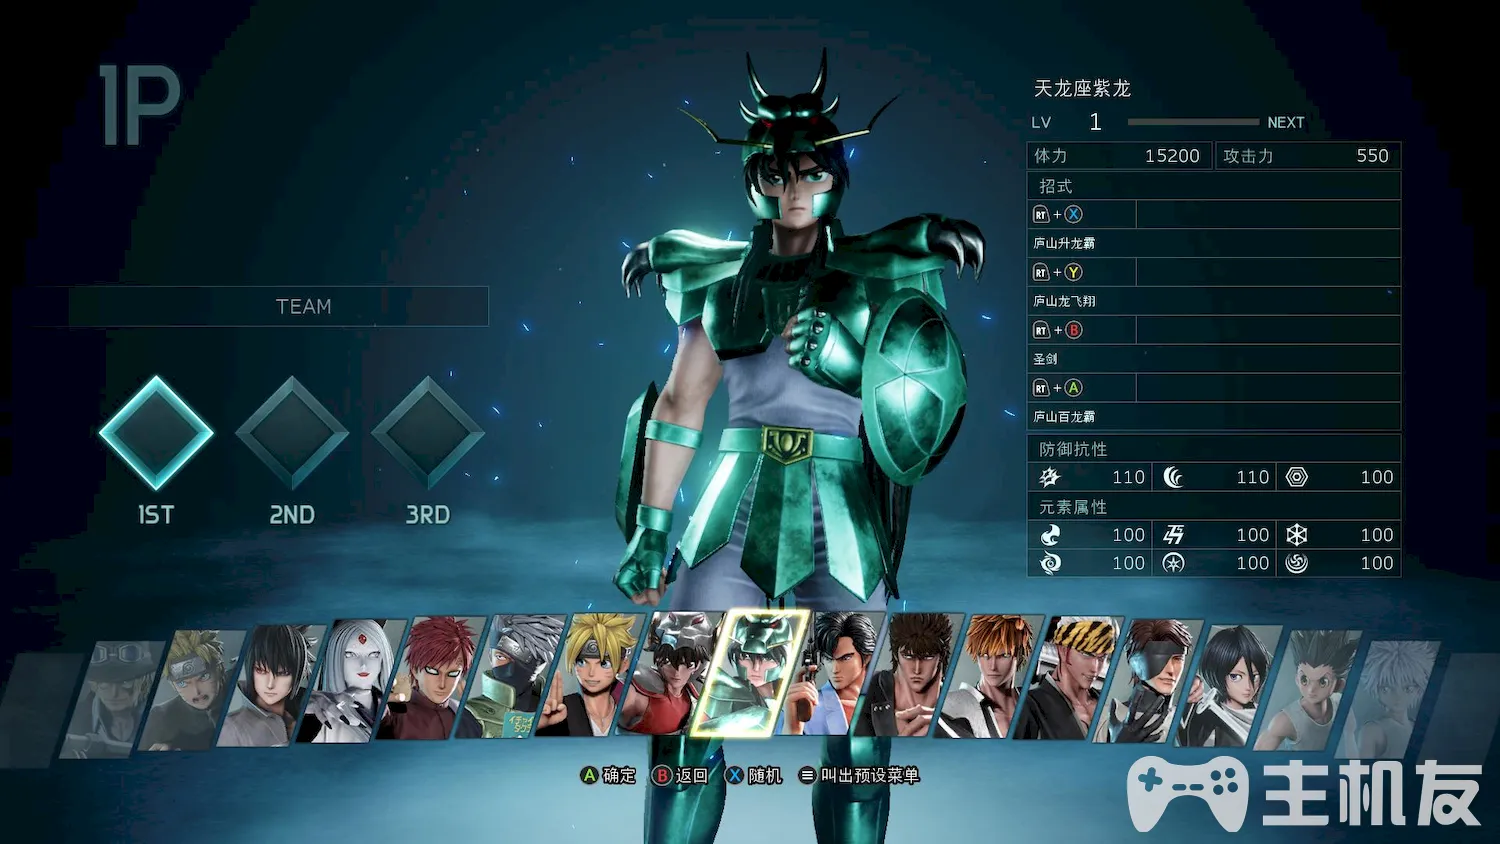 1P
TEAM
1ST
2ND
3RD
天龙座紫龙
LV 1 NEXT
体力 15200 攻击力 550
招式
RT + X
庐山升龙霸
RT + Y
庐山龙飞翔
RT + B
圣剑
RT + A
庐山百龙霸
防御抗性
110 110 100
元素属性
100 100 100
100 100 100
A 确定 B 返回 X 随机 叫出预设菜单
主机友